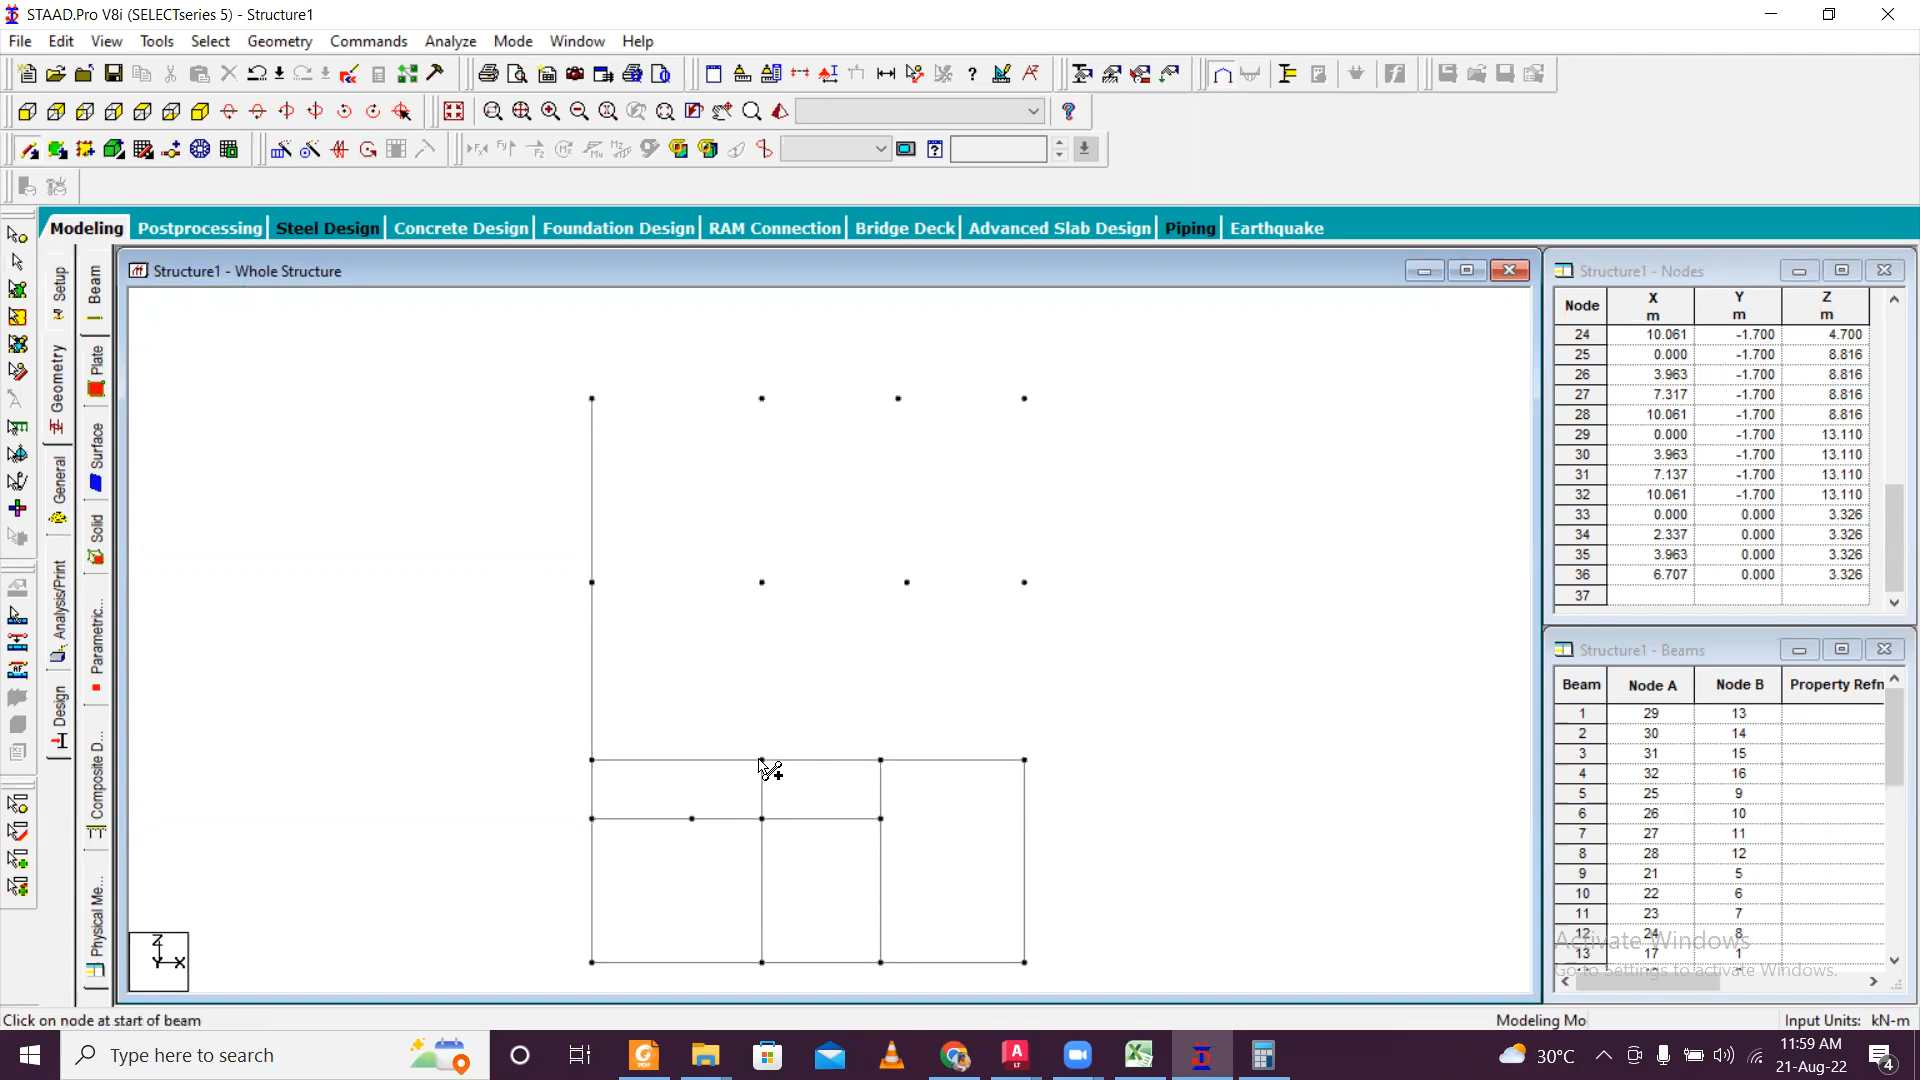 STAAD.Pro V8i (SELECTseries 5) - Structure1
File Edit View Tools Select Geometry Commands Analyze Mode Window Help
Modeling Postprocessing Steel Design Concrete Design Foundation Design RAM Connection Bridge Deck Advanced Slab Design Piping Earthquake
Setup
Geometry
General
Analysis/Print
Design
Beam
Plate
Surface
Solid
Parametric...
Composite D...
Physical Me...
Structure1 - Whole Structure
Z
Y X
Structure1 - Nodes
Node X m Y m Z m
24 10.061 -1.700 4.700
25 0.000 -1.700 8.816
26 3.963 -1.700 8.816
27 7.317 -1.700 8.816
28 10.061 -1.700 8.816
29 0.000 -1.700 13.110
30 3.963 -1.700 13.110
31 7.137 -1.700 13.110
32 10.061 -1.700 13.110
33 0.000 0.000 3.326
34 2.337 0.000 3.326
35 3.963 0.000 3.326
36 6.707 0.000 3.326
37
Structure1 - Beams
Beam Node A Node B Property Refn
1 29 13
2 30 14
3 31 15
4 32 16
5 25 9
6 26 10
7 27 11
8 28 12
9 21 5
10 22 6
11 23 7
12 24 8
13 17 1
Activate Windows
Go to Settings to activate Windows.
Click on node at start of beam
Modeling Mo
Input Units: kN-m
Type here to search
30°C
11:59 AM
21-Aug-22
4